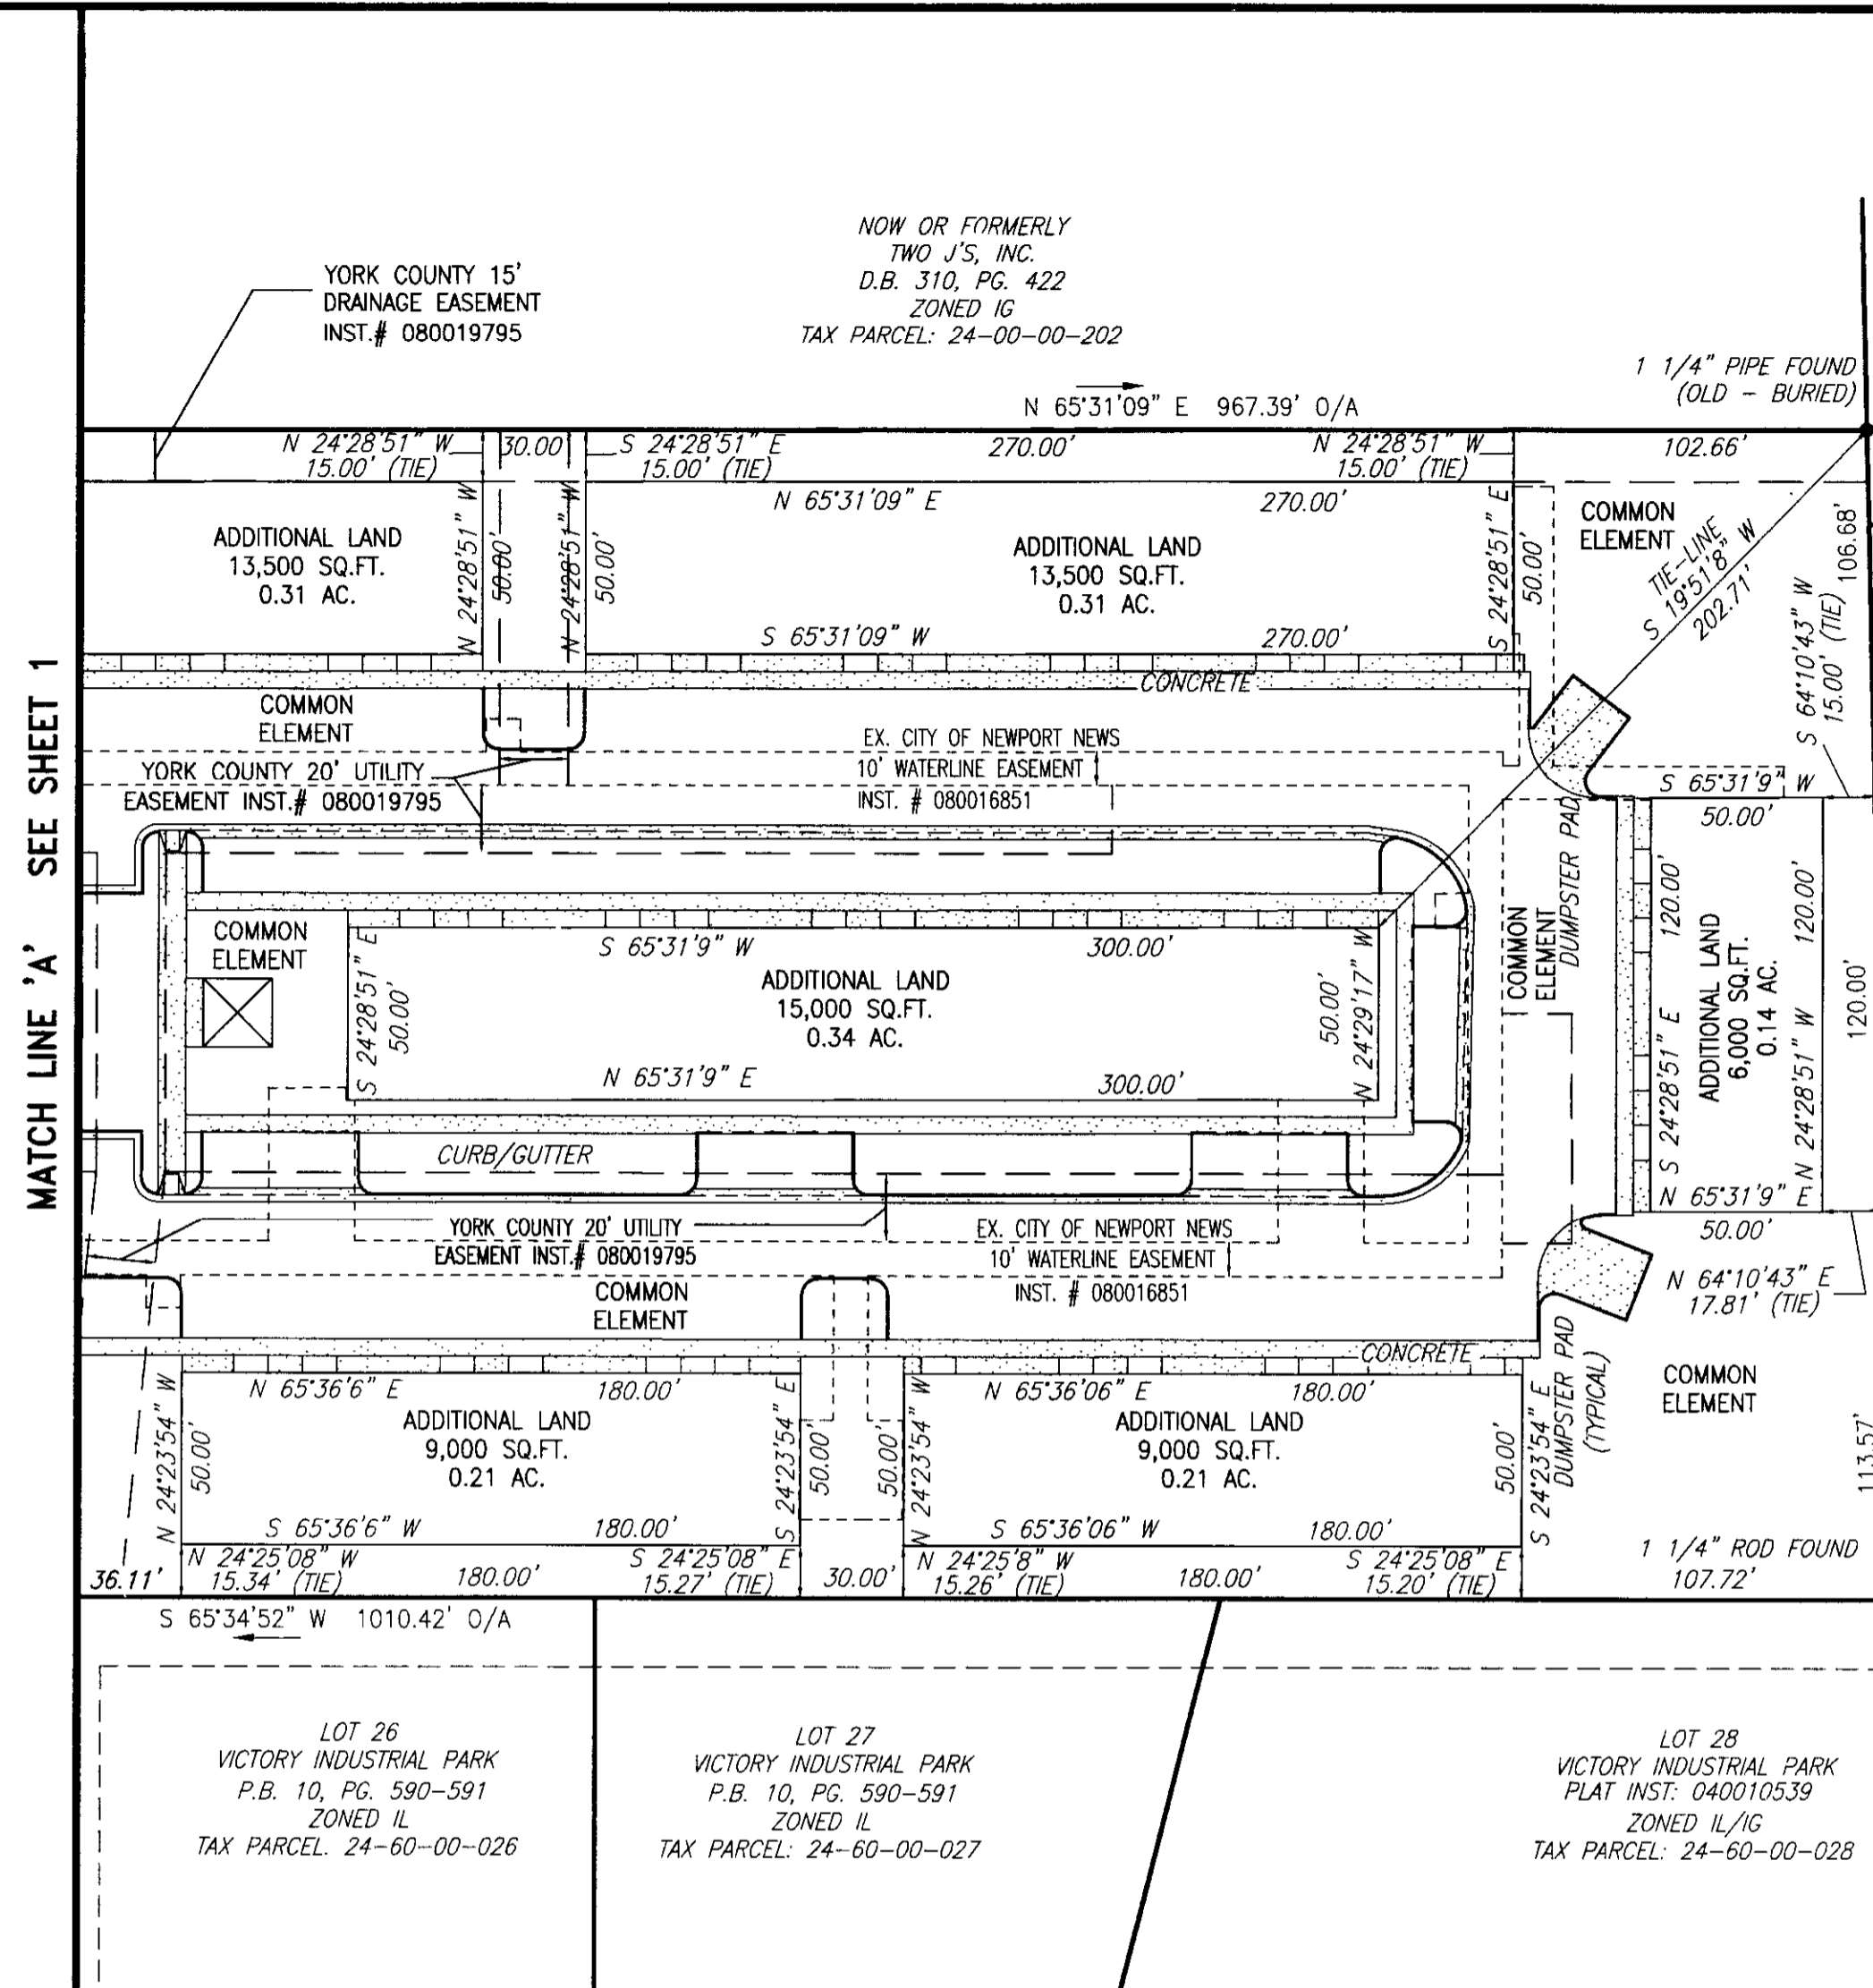 NOW OR FORMERLY
TWO J'S, INC.
D.B. 310, PG. 422
ZONED IG
TAX PARCEL: 24-00-00-202
YORK COUNTY 15'
DRAINAGE EASEMENT
INST.# 080019795
1 1/4" PIPE FOUND
(OLD - BURIED)
N 65°31'09" E 967.39' O/A
N 24°28'51" W
15.00' (TIE)
30.00'
S 24°28'51" E
15.00' (TIE)
270.00'
N 24°28'51" W
15.00' (TIE)
102.66'
ADDITIONAL LAND
13,500 SQ.FT.
0.31 AC.
N 24°28'51" W
50.00'
N 24°28'51" W
50.00'
N 65°31'09" E 270.00'
ADDITIONAL LAND
13,500 SQ.FT.
0.31 AC.
S 65°31'09" W 270.00'
S 24°28'51" E
50.00'
COMMON
ELEMENT
TIE-LINE
S 19°51'8" W
202.71'
106.68'
S 64°10'43" W
15.00' (TIE)
MATCH LINE 'A' SEE SHEET 1
CONCRETE
COMMON
ELEMENT
YORK COUNTY 20' UTILITY
EASEMENT INST.# 080019795
EX. CITY OF NEWPORT NEWS
10' WATERLINE EASEMENT
INST. # 080016851
S 65°31'9" W
50.00'
DUMPSTER PAD
COMMON
ELEMENT
COMMON
ELEMENT
S 24°28'51" E
50.00'
S 65°31'9" W 300.00'
ADDITIONAL LAND
15,000 SQ.FT.
0.34 AC.
N 65°31'9" E 300.00'
50.00'
N 24°29'17" W
S 24°28'51" E 120.00'
ADDITIONAL LAND
6,000 SQ.FT.
0.14 AC.
N 24°28'51" W 120.00'
120.00'
CURB/GUTTER
N 65°31'9" E
50.00'
YORK COUNTY 20' UTILITY
EASEMENT INST.# 080019795
EX. CITY OF NEWPORT NEWS
10' WATERLINE EASEMENT
INST. # 080016851
N 64°10'43" E
17.81' (TIE)
COMMON
ELEMENT
CONCRETE
DUMPSTER PAD
(TYPICAL)
COMMON
ELEMENT
N 24°23'54" W
50.00'
N 65°36'6" E 180.00'
ADDITIONAL LAND
9,000 SQ.FT.
0.21 AC.
S 65°36'6" W 180.00'
S 24°23'54" E
50.00'
50.00'
N 24°23'54" W
N 65°36'06" E 180.00'
ADDITIONAL LAND
9,000 SQ.FT.
0.21 AC.
S 65°36'06" W 180.00'
50.00'
S 24°23'54" E
113.57'
1 1/4" ROD FOUND
36.11'
N 24°25'08" W
15.34' (TIE)
180.00'
S 24°25'08" E
15.27' (TIE)
30.00'
N 24°25'8" W
15.26' (TIE)
180.00'
S 24°25'08" E
15.20' (TIE)
107.72'
S 65°34'52" W 1010.42' O/A
LOT 26
VICTORY INDUSTRIAL PARK
P.B. 10, PG. 590-591
ZONED IL
TAX PARCEL. 24-60-00-026
LOT 27
VICTORY INDUSTRIAL PARK
P.B. 10, PG. 590-591
ZONED IL
TAX PARCEL: 24-60-00-027
LOT 28
VICTORY INDUSTRIAL PARK
PLAT INST: 040010539
ZONED IL/IG
TAX PARCEL: 24-60-00-028